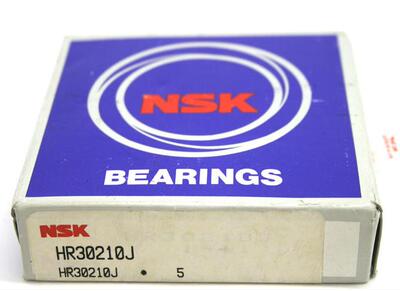 NSK
BEARINGS
NSK
HR30210J
HR30210J • 5